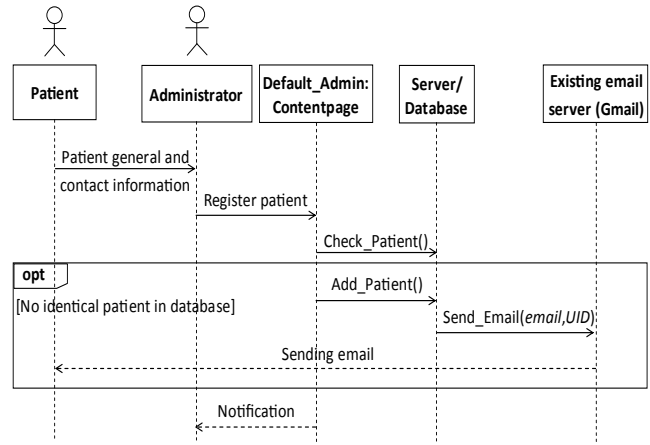 Patient
Administrator
Default_Admin:
Contentpage
Server/
Database
Existing email
server (Gmail)
Patient general and
contact information
Register patient
Check_Patient()
opt
[No identical patient in database]
Add_Patient()
Send_Email(email,UID)
Sending email
Notification